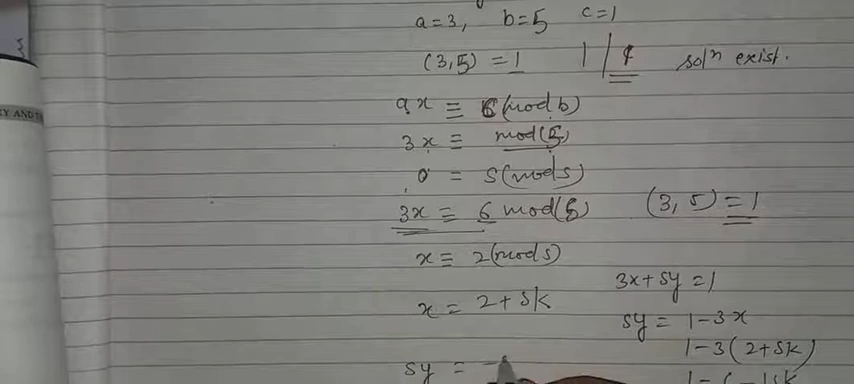 a=3, b=5 c=1
(3,5) = 1 1/1 solⁿ exist.
ax ≡ c(mod b)
3x ≡ mod(5)
0 = 5(mod5)
3x ≡ 6 mod(5) (3,5) = 1
x ≡ 2(mod5)
x = 2+5k
3x+5y=1
5y = 1-3x
1-3(2+5k)
5y = -